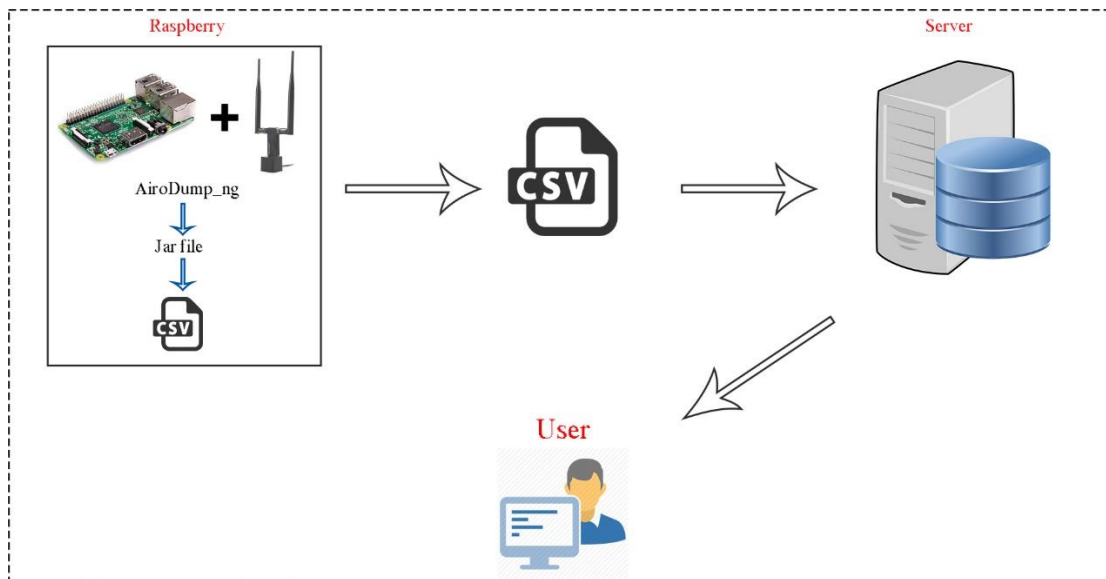 Raspberry
Server
AiroDump_ng
Jar file
CSV
CSV
User